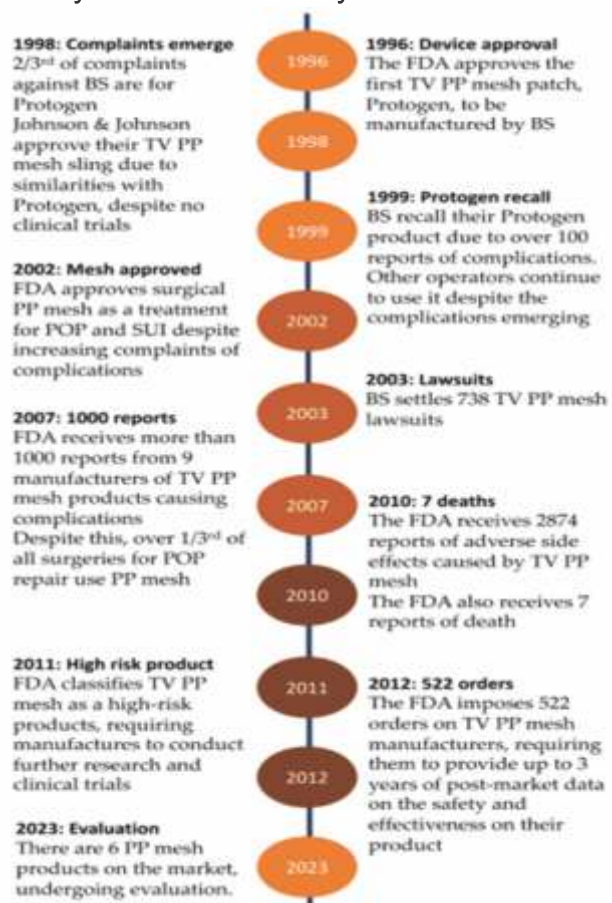 1996: Device approval
The FDA approves the
first TV PP mesh patch,
Protogen, to be
manufactured by BS
1996
1998: Complaints emerge
2/3rd of complaints
against BS are for
Protogen
Johnson & Johnson
approve their TV PP
mesh sling due to
similarities with
Protogen, despite no
clinical trials
1998
1999: Protogen recall
BS recall their Protogen
product due to over 100
reports of complications.
Other operators continue
to use it despite the
complications emerging
1999
2002: Mesh approved
FDA approves surgical
PP mesh as a treatment
for POP and SUI despite
increasing complaints of
complications
2002
2003: Lawsuits
BS settles 738 TV PP mesh
lawsuits
2003
2007: 1000 reports
FDA receives more than
1000 reports from 9
manufacturers of TV PP
mesh products causing
complications
Despite this, over 1/3rd of
all surgeries for POP
repair use PP mesh
2007
2010: 7 deaths
The FDA receives 2874
reports of adverse side
effects caused by TV PP
mesh
The FDA also receives 7
reports of death
2010
2011: High risk product
FDA classifies TV PP
mesh as a high-risk
products, requiring
manufactures to conduct
further research and
clinical trials
2011
2012: 522 orders
The FDA imposes 522
orders on TV PP mesh
manufacturers, requiring
them to provide up to 3
years of post-market data
on the safety and
effectiveness on their
product
2012
2023: Evaluation
There are 6 PP mesh
products on the market,
undergoing evaluation.
2023